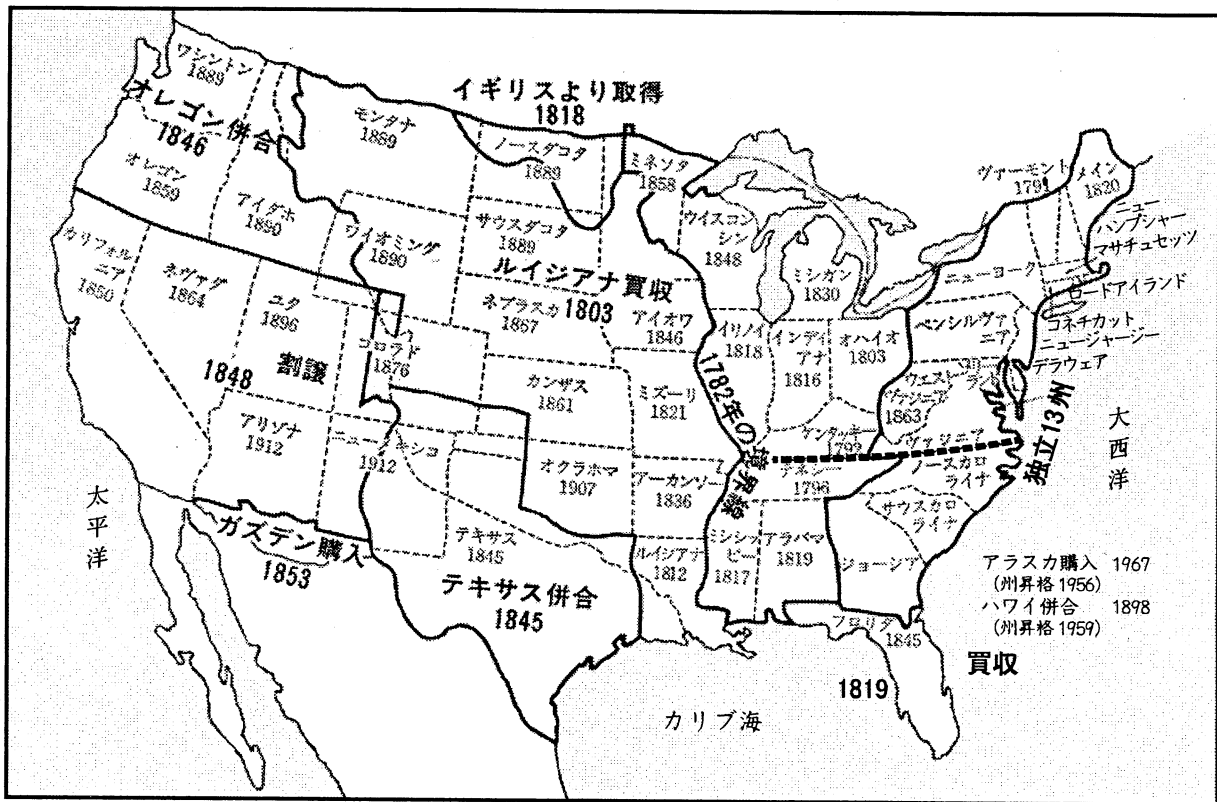 ワシントン
1889
オレゴン併合
1846
オレゴン
1859
アイダホ
1890
モンタナ
1889
イギリスより取得
1818
ノースダコタ
1889
ミネソタ
1858
サウスダコタ
1889
ワイオミング
1890
ウイスコン
シン
1848
ミシガン
1830
ルイジアナ買収
1803
ネブラスカ
1867
アイオワ
1846
カリフォル
ニア
1850
ネヴァダ
1864
ユタ
1896
割譲
1848
コロラド
1876
カンザス
1861
ミズーリ
1821
イリノイ
1818
インディ
アナ
1816
オハイオ
1803
1782年の境界線
アリゾナ
1912
ニューメキシコ
1912
オクラホマ
1907
アーカンソー
1836
テネシー
1796
ケンタッキー
1792
ウエスト
ヴァジニア
1863
ヴァジニア
ノースカロ
ライナ
サウスカロ
ライナ
ジョージア
ガズデン購入
1853
テキサス
1845
テキサス併合
1845
ルイジアナ
1812
ミシシッ
ピー
1817
アラバマ
1819
フロリダ
1845
買収
1819
ヴァーモント
179
メイン
1820
ニュー
ハンプシャー
マサチュセッツ
ニューヨーク
ロードアイランド
ペンシルヴァ
ニア
コネチカット
ニュージャージー
デラウェア
独立13州
大西洋
太平洋
カリブ海
アラスカ購入 1967
(州昇格1956)
ハワイ併合 1898
(州昇格1959)